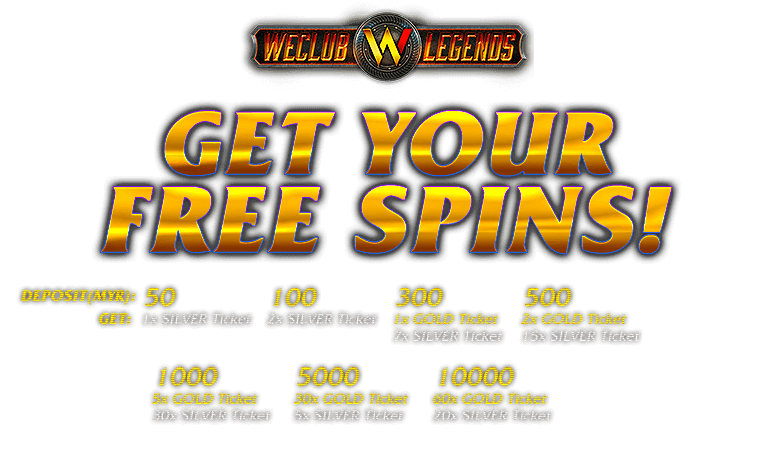 WECLUB W LEGENDS
GET YOUR
FREE SPINS!
DEPOSIT(MYR): 50 100 300 500
GET: 1x SILVER Ticket 2x SILVER Ticket 1x GOLD Ticket 2x GOLD Ticket
7x SILVER Ticket 15x SILVER Ticket
1000 5000 10000
5x GOLD Ticket 30x GOLD Ticket 60x GOLD Ticket
30x SILVER Ticket 5x SILVER Ticket 20x SILVER Ticket